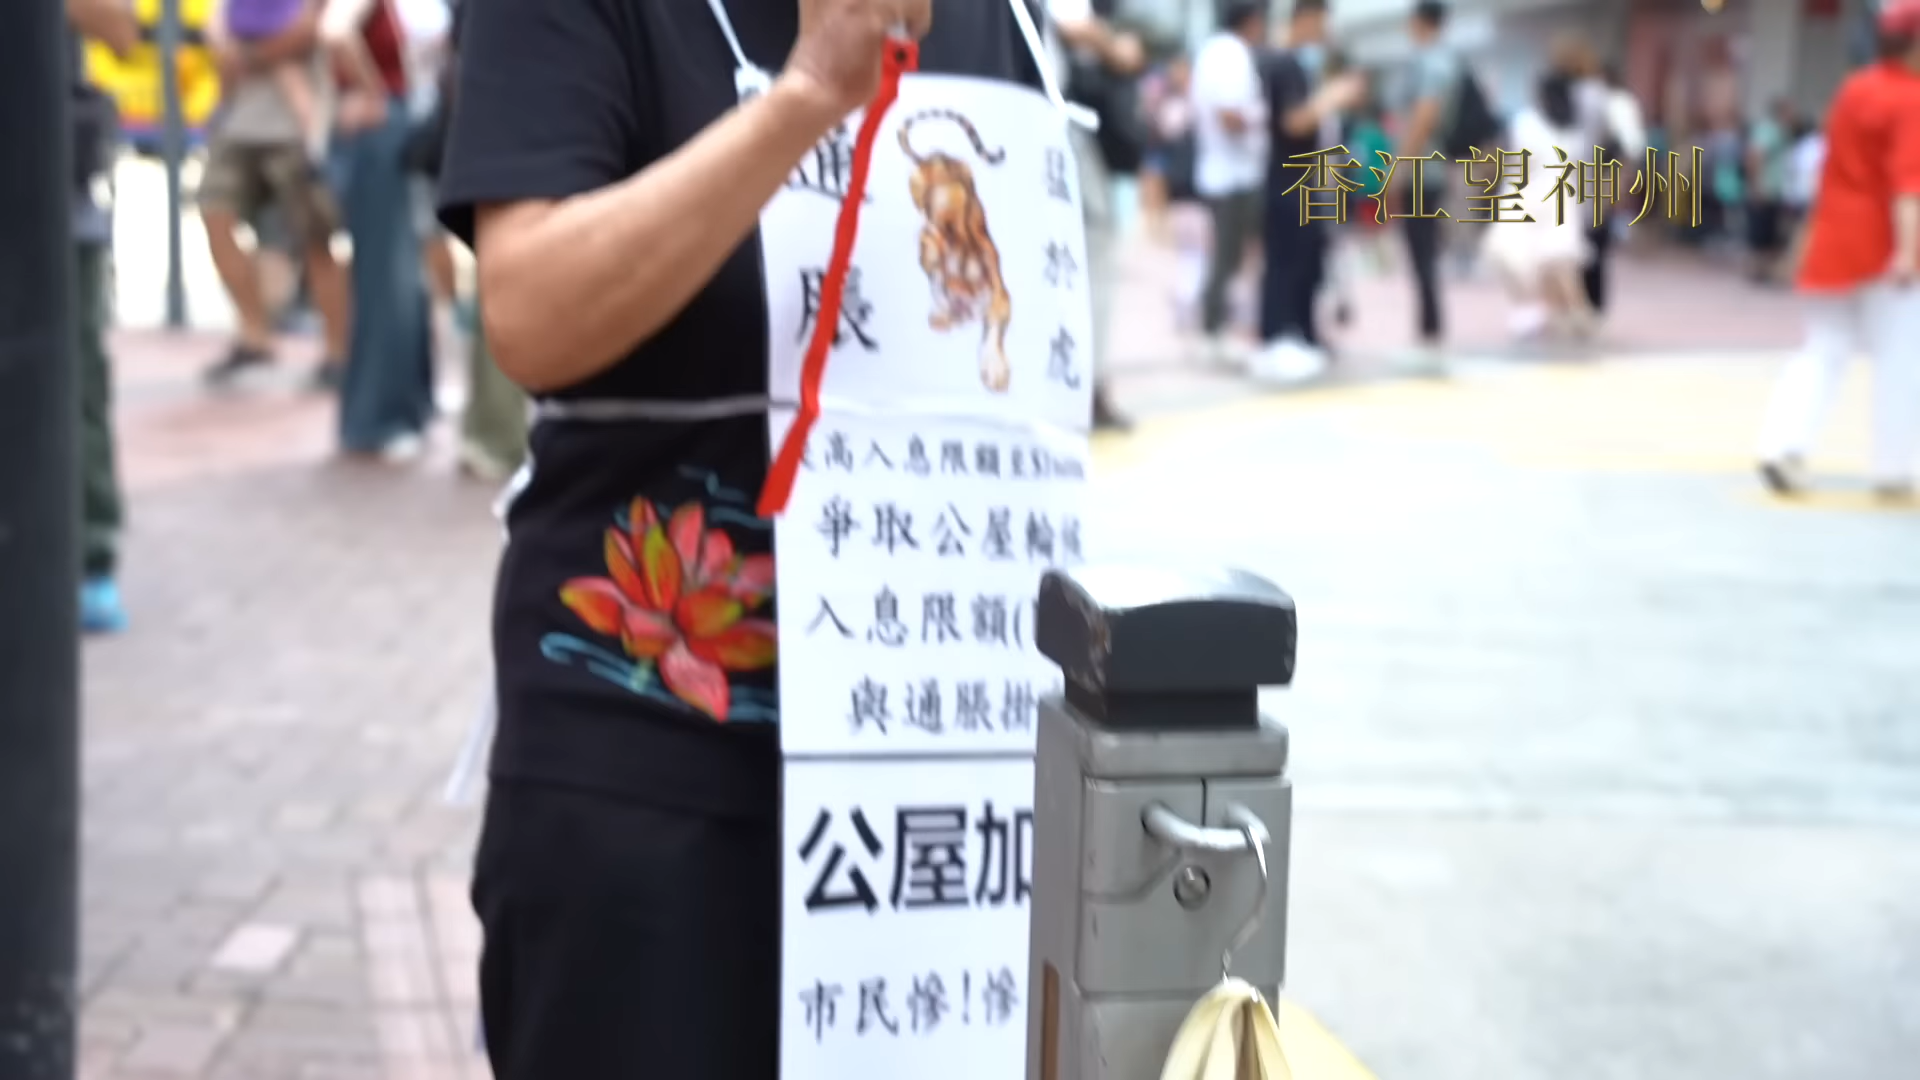 香江望神州
通脹
猛於虎
高入息限額至
爭取公屋輪候
入息限額(
與通脹掛
公屋加
市民慘！慘